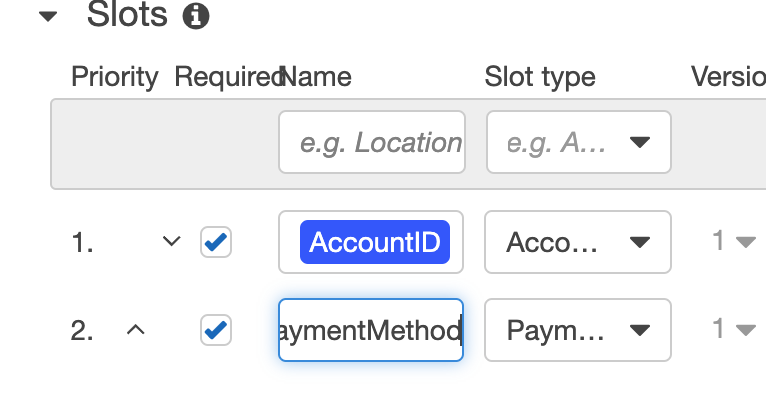 Slots
Priority Required Name Slot type Versio
e.g. Location e.g. A...
1. AccountID Acco... 1
2. aymentMethod Paym... 1